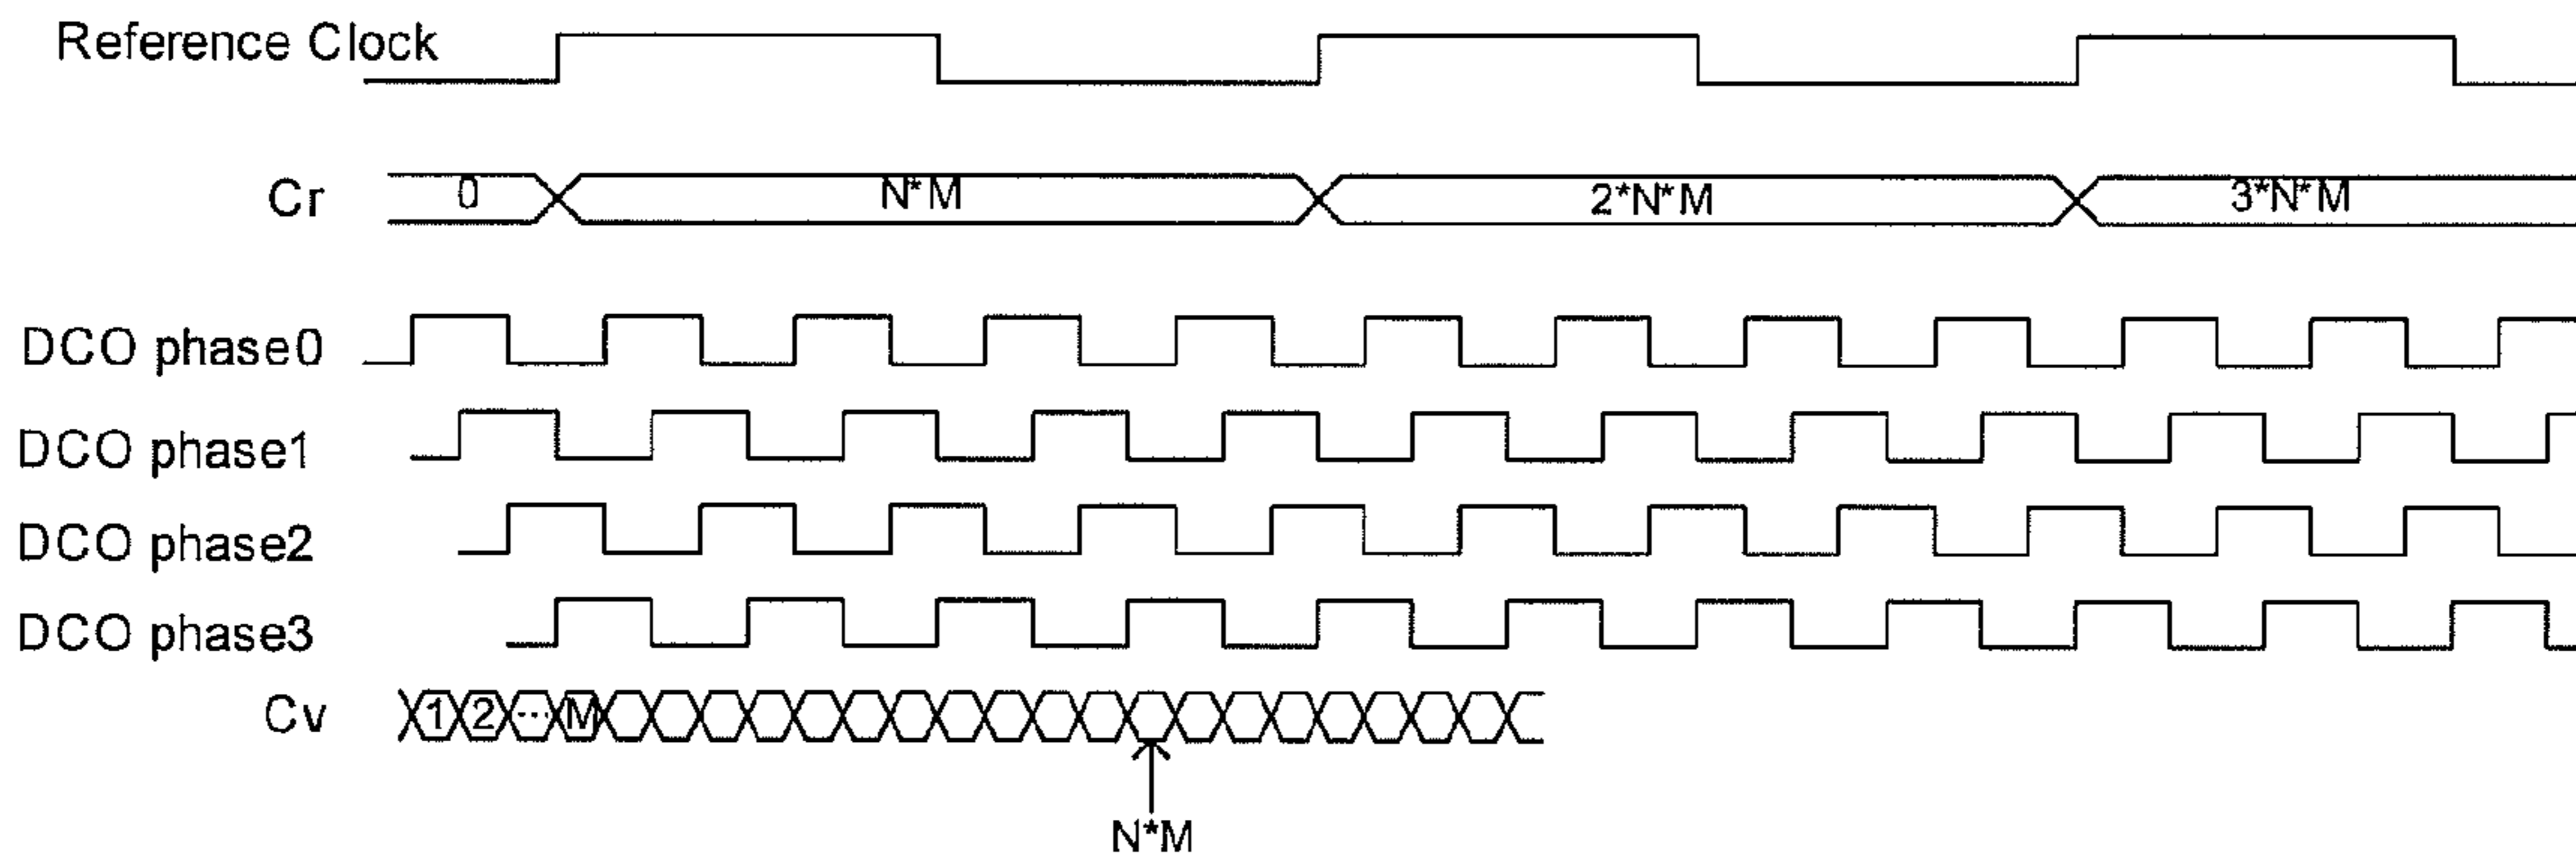 Reference Clock
Cr 0 N*M 2*N*M 3*N*M
DCO phase0
DCO phase1
DCO phase2
DCO phase3
Cv 1 2 ... M
N*M